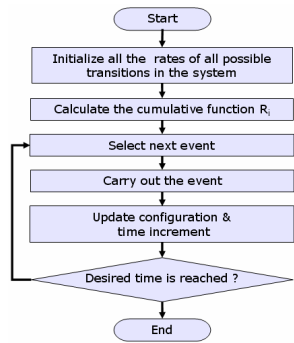 Start
Initialize all the rates of all possible
transitions in the system
Calculate the cumulative function Ri
Select next event
Carry out the event
Update configuration &
time increment
Desired time is reached ?
End